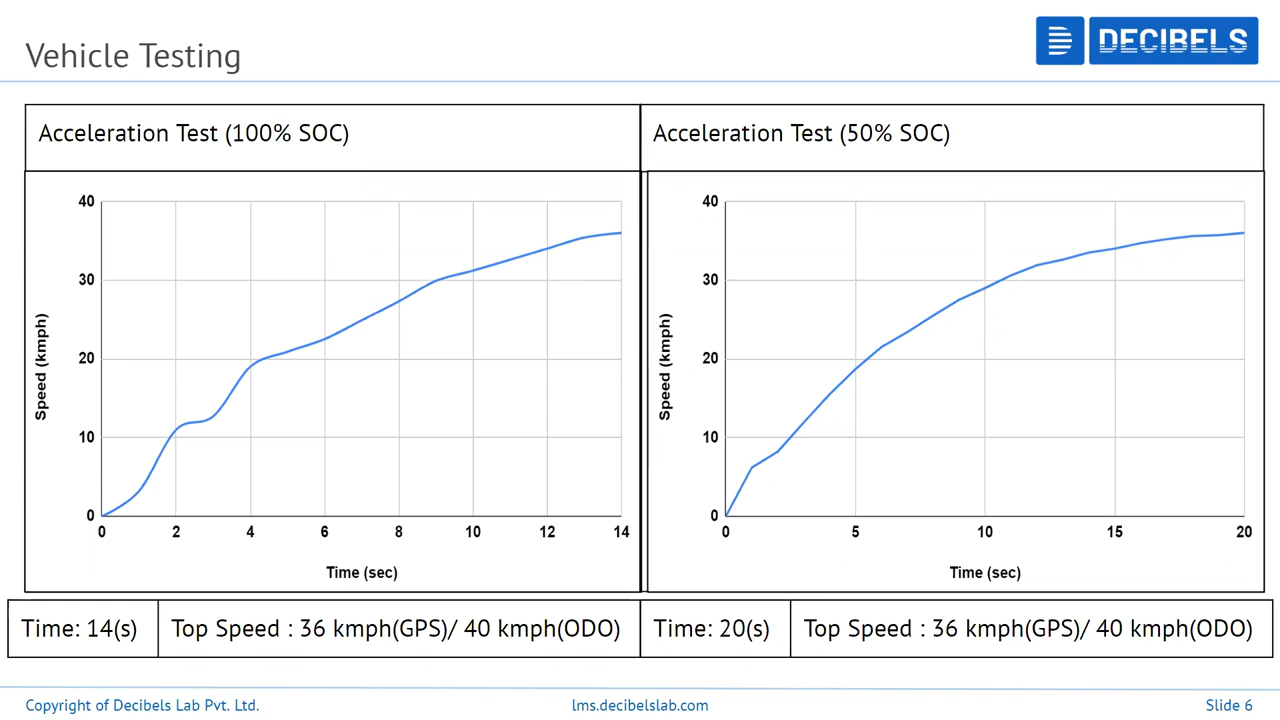 Vehicle Testing
DECIBELS
Acceleration Test (100% SOC)
Acceleration Test (50% SOC)
40
30
20
10
0
Speed (kmph)
0 2 4 6 8 10 12 14
Time (sec)
40
30
20
10
0
Speed (kmph)
0 5 10 15 20
Time (sec)
Time: 14(s)
Top Speed : 36 kmph(GPS)/ 40 kmph(ODO)
Time: 20(s)
Top Speed : 36 kmph(GPS)/ 40 kmph(ODO)
Copyright of Decibels Lab Pvt. Ltd.
lms.decibelslab.com
Slide 6